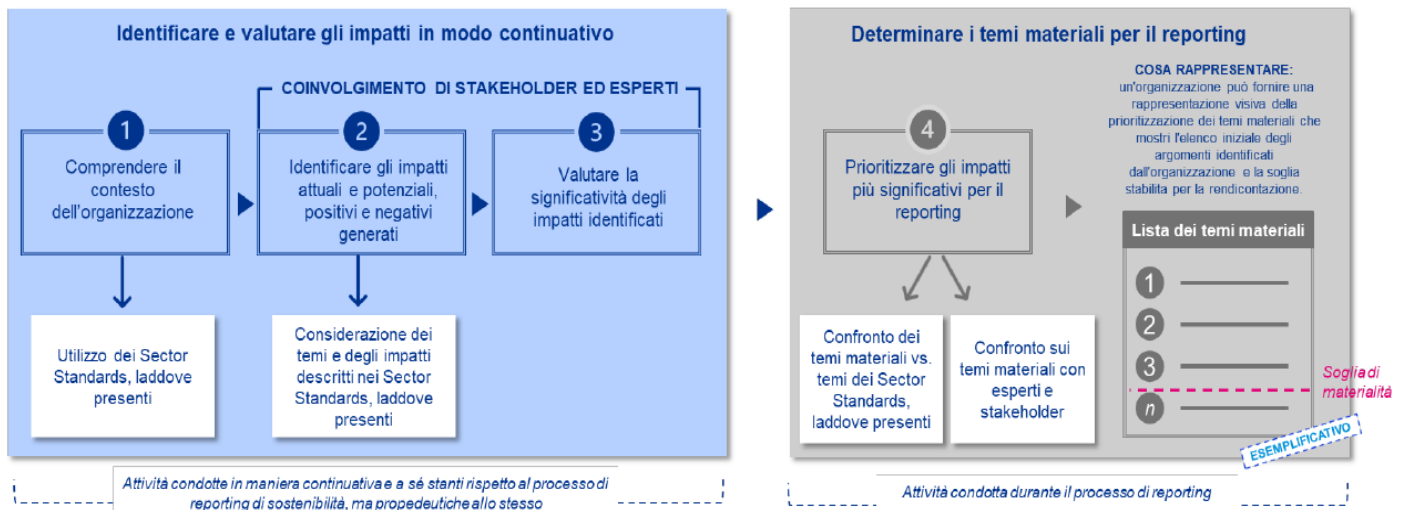 Identificare e valutare gli impatti in modo continuativo
COINVOLGIMENTO DI STAKEHOLDER ED ESPERTI
1
Comprendere il
contesto
dell'organizzazione
2
Identificare gli impatti
attuali e potenziali,
positivi e negativi
generati
3
Valutare la
significatività degli
impatti identificati
Utilizzo dei Sector
Standards, laddove
presenti
Considerazione dei
temi e degli impatti
descritti nei Sector
Standards, laddove
presenti
Attività condotte in maniera continuativa e a sé stanti rispetto al processo di
reporting di sostenibilità, ma propedeutiche allo stesso
Determinare i temi materiali per il reporting
4
Prioritizzare gli impatti
più significativi per il
reporting
Confronto dei
temi materiali vs.
temi dei Sector
Standards,
laddove presenti
Confronto sui
temi materiali con
esperti e
stakeholder
COSA RAPPRESENTARE:
un'organizzazione può fornire una
rappresentazione visiva della
prioritizzazione dei temi materiali che
mostri l'elenco iniziale degli
argomenti identificati
dall'organizzazione e la soglia
stabilita per la rendicontazione.
Lista dei temi materiali
1
2
3
n
Soglia di
materialità
ESEMPLIFICATIVO
Attività condotta durante il processo di reporting